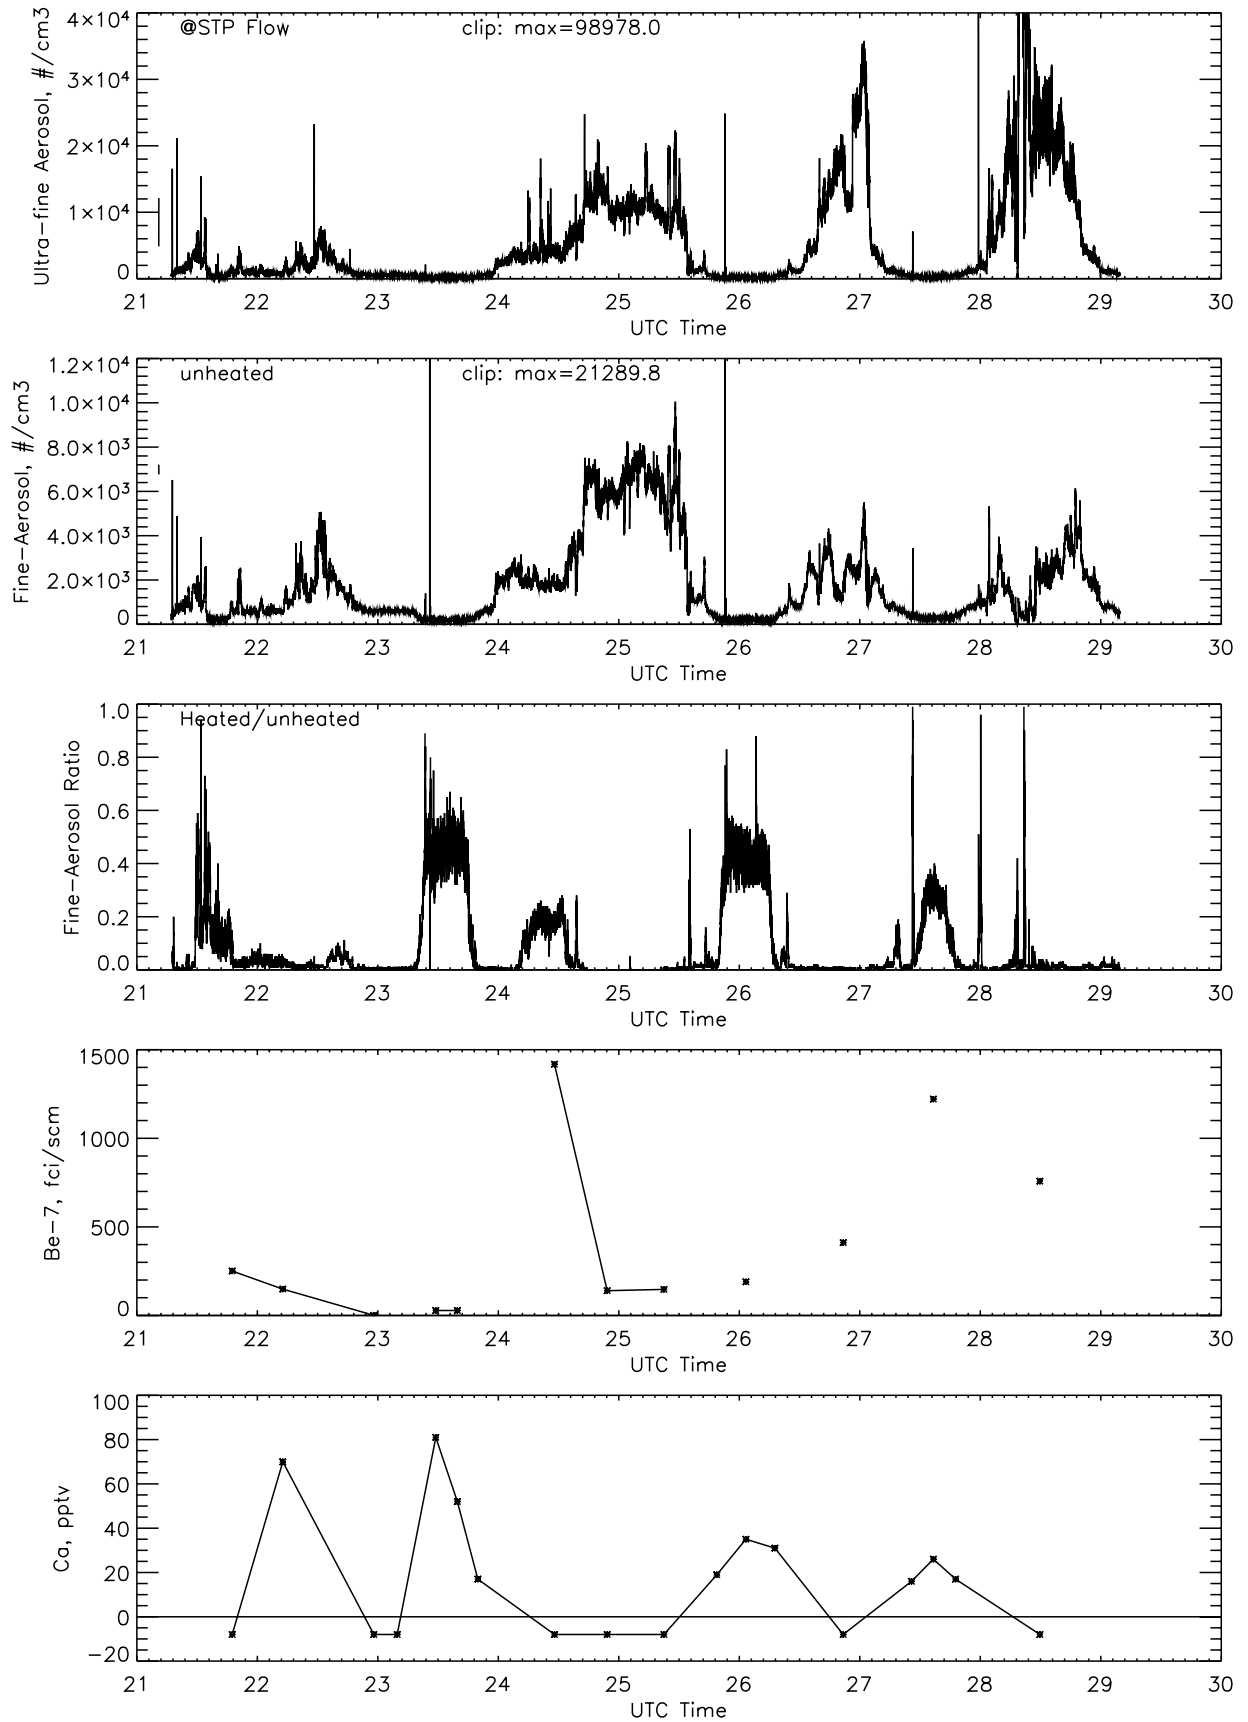 @STP Flow clip: max=98978.0
Ultra-fine Aerosol, #/cm3
4×10⁴
3×10⁴
2×10⁴
1×10⁴
0
21 22 23 24 25 26 27 28 29 30
UTC Time
unheated clip: max=21289.8
Fine-Aerosol, #/cm3
1.2×10⁴
1.0×10⁴
8.0×10³
6.0×10³
4.0×10³
2.0×10³
0
21 22 23 24 25 26 27 28 29 30
UTC Time
Heated/unheated
Fine-Aerosol Ratio
1.0
0.8
0.6
0.4
0.2
0.0
21 22 23 24 25 26 27 28 29 30
UTC Time
Be-7, fci/scm
1500
1000
500
0
21 22 23 24 25 26 27 28 29 30
UTC Time
Ca, pptv
100
80
60
40
20
0
-20
21 22 23 24 25 26 27 28 29 30
UTC Time